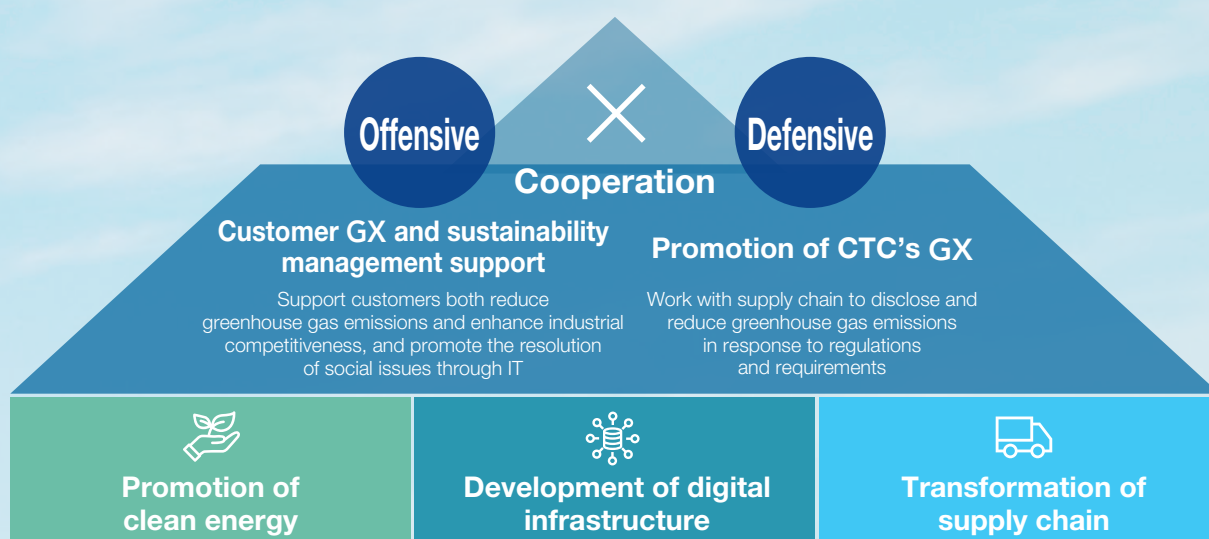 Offensive
Defensive
Cooperation
Customer GX and sustainability
management support
Support customers both reduce
greenhouse gas emissions and enhance industrial
competitiveness, and promote the resolution
of social issues through IT
Promotion of CTC's GX
Work with supply chain to disclose and
reduce greenhouse gas emissions
in response to regulations
and requirements
Promotion of
clean energy
Development of digital
infrastructure
Transformation of
supply chain